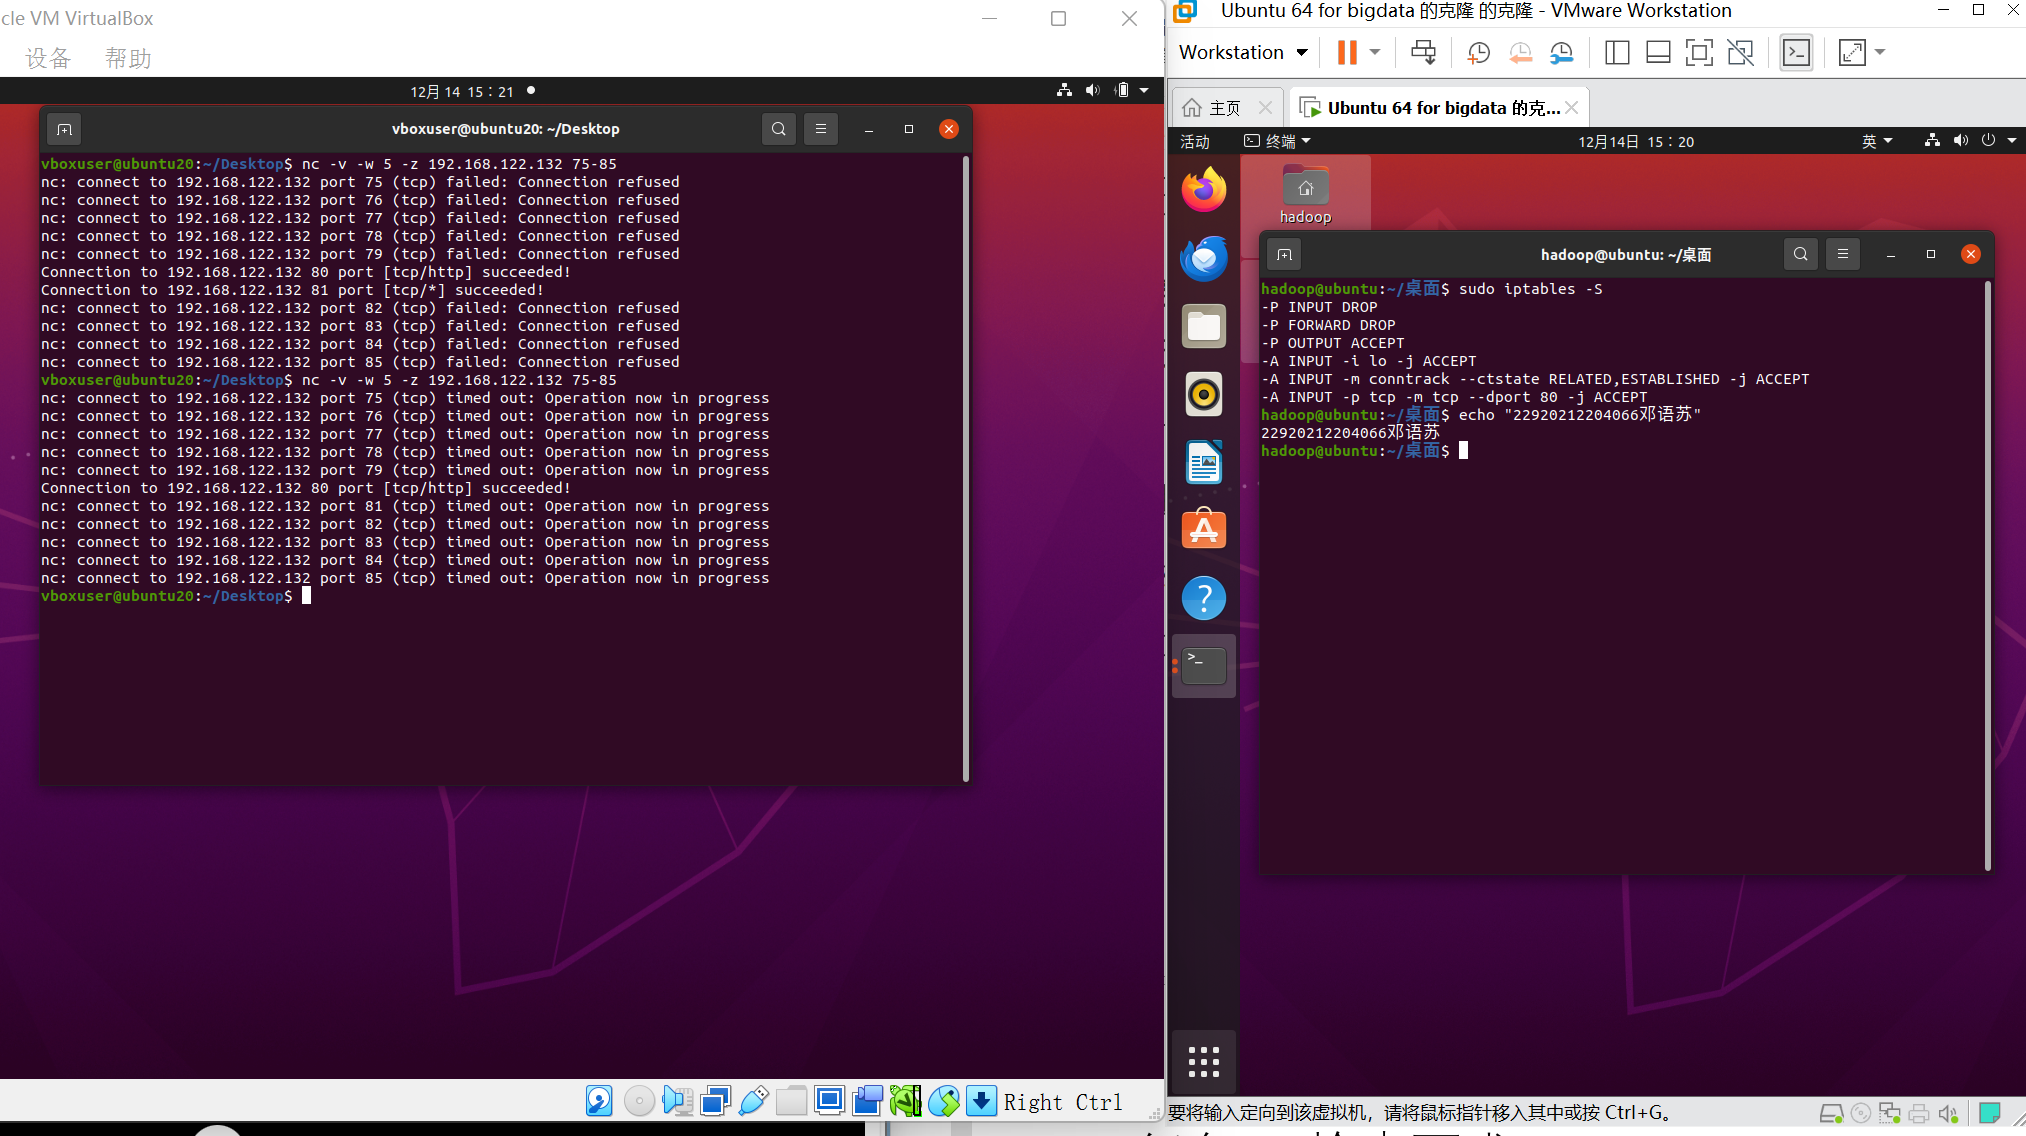 cle VM VirtualBox
设备 帮助
12月 14 15：21
vboxuser@ubuntu20: ~/Desktop
vboxuser@ubuntu20:~/Desktop$ nc -v -w 5 -z 192.168.122.132 75-85
nc: connect to 192.168.122.132 port 75 (tcp) failed: Connection refused
nc: connect to 192.168.122.132 port 76 (tcp) failed: Connection refused
nc: connect to 192.168.122.132 port 77 (tcp) failed: Connection refused
nc: connect to 192.168.122.132 port 78 (tcp) failed: Connection refused
nc: connect to 192.168.122.132 port 79 (tcp) failed: Connection refused
Connection to 192.168.122.132 80 port [tcp/http] succeeded!
Connection to 192.168.122.132 81 port [tcp/*] succeeded!
nc: connect to 192.168.122.132 port 82 (tcp) failed: Connection refused
nc: connect to 192.168.122.132 port 83 (tcp) failed: Connection refused
nc: connect to 192.168.122.132 port 84 (tcp) failed: Connection refused
nc: connect to 192.168.122.132 port 85 (tcp) failed: Connection refused
vboxuser@ubuntu20:~/Desktop$ nc -v -w 5 -z 192.168.122.132 75-85
nc: connect to 192.168.122.132 port 75 (tcp) timed out: Operation now in progress
nc: connect to 192.168.122.132 port 76 (tcp) timed out: Operation now in progress
nc: connect to 192.168.122.132 port 77 (tcp) timed out: Operation now in progress
nc: connect to 192.168.122.132 port 78 (tcp) timed out: Operation now in progress
nc: connect to 192.168.122.132 port 79 (tcp) timed out: Operation now in progress
Connection to 192.168.122.132 80 port [tcp/http] succeeded!
nc: connect to 192.168.122.132 port 81 (tcp) timed out: Operation now in progress
nc: connect to 192.168.122.132 port 82 (tcp) timed out: Operation now in progress
nc: connect to 192.168.122.132 port 83 (tcp) timed out: Operation now in progress
nc: connect to 192.168.122.132 port 84 (tcp) timed out: Operation now in progress
nc: connect to 192.168.122.132 port 85 (tcp) timed out: Operation now in progress
vboxuser@ubuntu20:~/Desktop$
Right Ctrl
Ubuntu 64 for bigdata 的克隆 的克隆 - VMware Workstation
Workstation
主页 Ubuntu 64 for bigdata 的克...
活动 终端 12月14日 15：20 英
hadoop
hadoop@ubuntu: ~/桌面
hadoop@ubuntu:~/桌面$ sudo iptables -S
-P INPUT DROP
-P FORWARD DROP
-P OUTPUT ACCEPT
-A INPUT -i lo -j ACCEPT
-A INPUT -m conntrack --ctstate RELATED,ESTABLISHED -j ACCEPT
-A INPUT -p tcp -m tcp --dport 80 -j ACCEPT
hadoop@ubuntu:~/桌面$ echo "22920212204066邓语苏"
22920212204066邓语苏
hadoop@ubuntu:~/桌面$
要将输入定向到该虚拟机，请将鼠标指针移入其中或按 Ctrl+G。